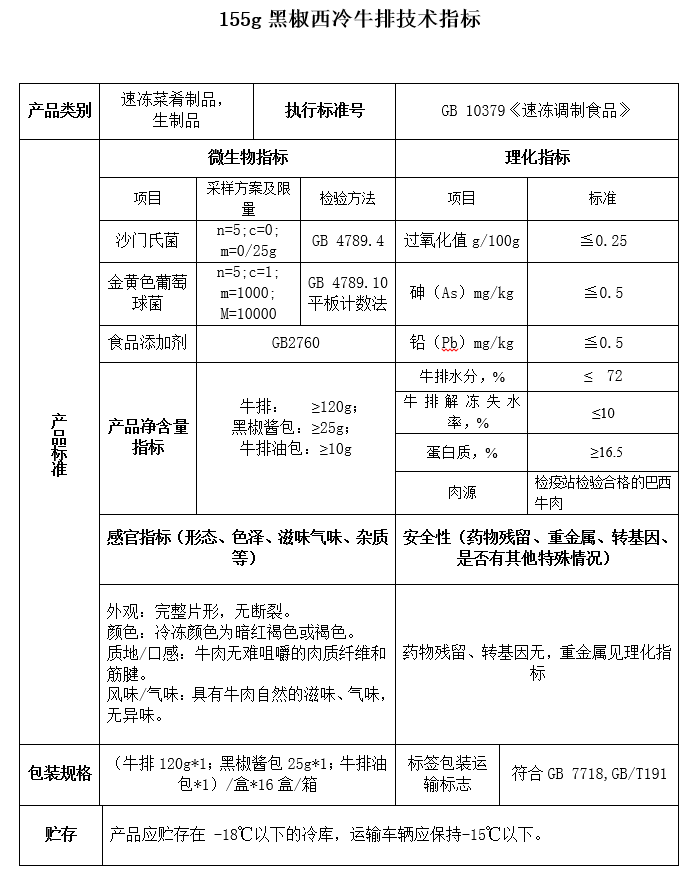 155g 黑椒西冷牛排技术指标
产品类别
速冻菜肴制品，
生制品
执行标准号
GB 10379《速冻调制食品》
产品标准
微生物指标
理化指标
项目
采样方案及限
量
检验方法
项目
标准
沙门氏菌
n=5;c=0;
m=0/25g
GB 4789.4
过氧化值 g/100g
≦0.25
金黄色葡萄
球菌
n=5;c=1;
m=1000;
M=10000
GB 4789.10
平板计数法
砷（As）mg/kg
≦0.5
食品添加剂
GB2760
铅（Pb）mg/kg
≦0.5
产品净含量
指标
牛排： ≥120g；
黑椒酱包：≥25g；
牛排油包：≥10g
牛排水分，%
≤ 72
牛排解冻失水
率，%
≤10
蛋白质，%
≥16.5
肉源
检疫站检验合格的巴西
牛肉
感官指标（形态、色泽、滋味气味、杂质
等）
安全性（药物残留、重金属、转基因、
是否有其他特殊情况）
外观：完整片形，无断裂。
颜色：冷冻颜色为暗红褐色或褐色。
质地/口感：牛肉无难咀嚼的肉质纤维和
筋腱。
风味/气味：具有牛肉自然的滋味、气味，
无异味。
药物残留、转基因无，重金属见理化指
标
包装规格
（牛排 120g*1；黑椒酱包 25g*1；牛排油
包*1）/盒*16 盒/箱
标签包装运
输标志
符合GB 7718,GB/T191
贮存
产品应贮存在 -18℃以下的冷库，运输车辆应保持-15℃以下。